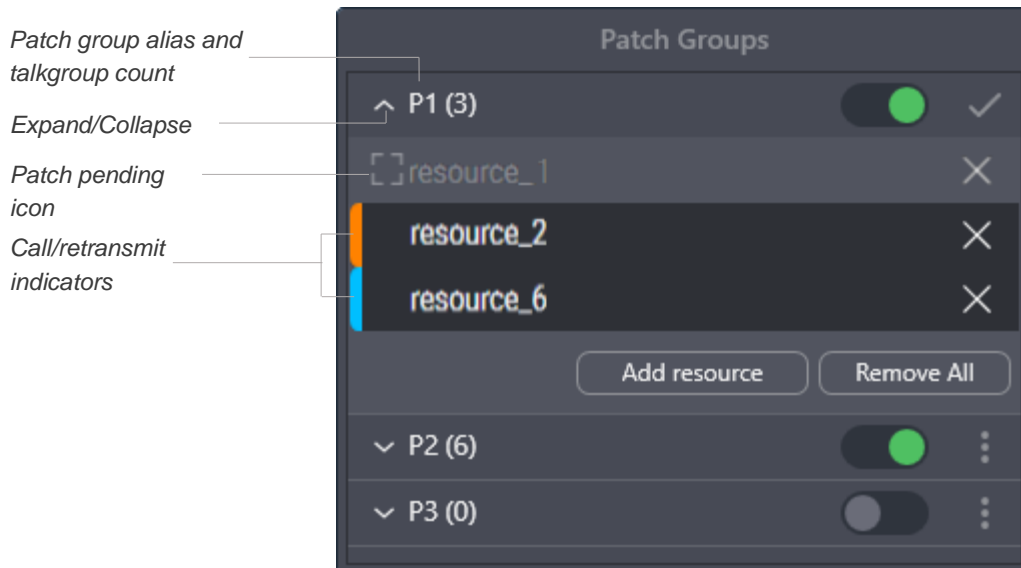 Patch group alias and
talkgroup count
Expand/Collapse
Patch pending
icon
Call/retransmit
indicators
Patch Groups
P1 (3)
resource_1
resource_2
resource_6
Add resource Remove All
P2 (6)
P3 (0)